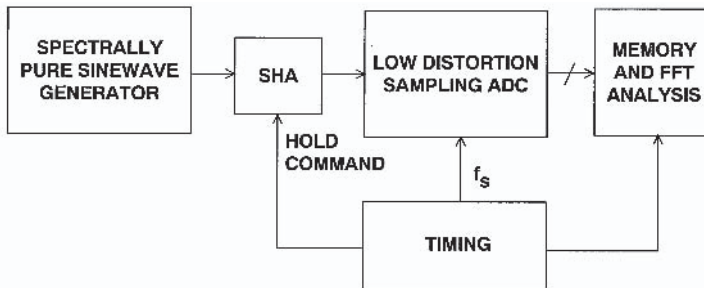 SPECTRALLY
PURE SINEWAVE
GENERATOR
SHA
LOW DISTORTION
SAMPLING ADC
MEMORY
AND FFT
ANALYSIS
HOLD
COMMAND
fs
TIMING